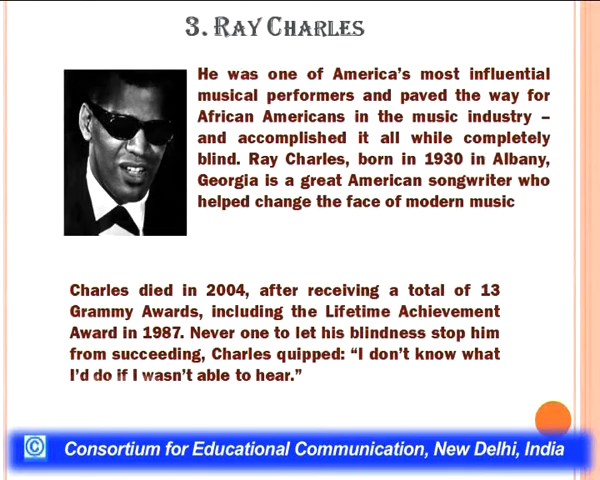 3. Ray Charles
He was one of America's most influential
musical performers and paved the way for
African Americans in the music industry –
and accomplished it all while completely
blind. Ray Charles, born in 1930 in Albany,
Georgia is a great American songwriter who
helped change the face of modern music
Charles died in 2004, after receiving a total of 13
Grammy Awards, including the Lifetime Achievement
Award in 1987. Never one to let his blindness stop him
from succeeding, Charles quipped: “I don't know what
I'd do if I wasn't able to hear.”
© Consortium for Educational Communication, New Delhi, India